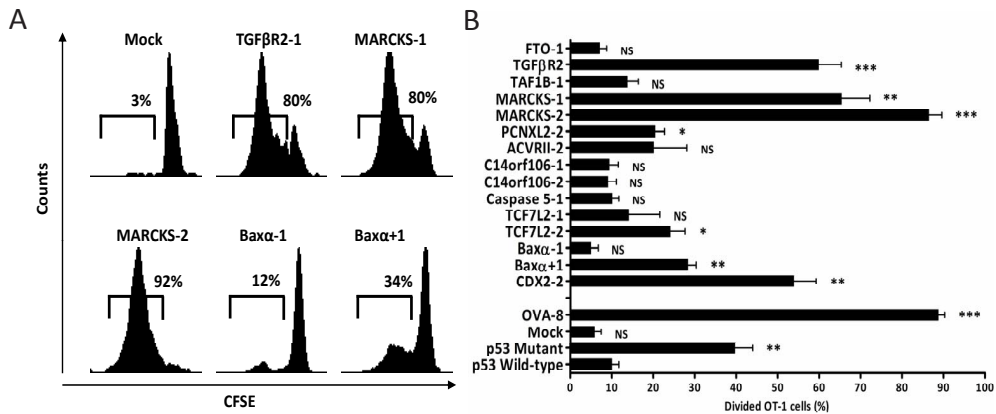 A
Mock
TGFβR2-1
MARCKS-1
3%
80%
80%
Counts
MARCKS-2
Baxα-1
Baxα+1
92%
12%
34%
CFSE
B
FTO-1 NS
TGFβR2 ***
TAF1B-1 NS
MARCKS-1 **
MARCKS-2 ***
PCNXL2-2 *
ACVRII-2 NS
C14orf106-1 NS
C14orf106-2 NS
Caspase 5-1 NS
TCF7L2-1 NS
TCF7L2-2 *
Baxα-1 NS
Baxα+1 **
CDX2-2 **
OVA-8 ***
Mock NS
p53 Mutant **
p53 Wild-type
0 10 20 30 40 50 60 70 80 90 100
Divided OT-1 cells (%)